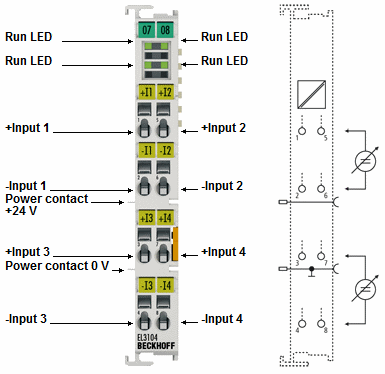 07 08
Run LED Run LED
Run LED Run LED
+I1 +I2
+Input 1 +Input 2
1 5
-I1 -I2
-Input 1 -Input 2
2 6
Power contact
+24 V
+I3 +I4
+Input 3 +Input 4
3 7
Power contact 0 V
-I3 -I4
-Input 3 -Input 4
4 8
EL3104
BECKHOFF